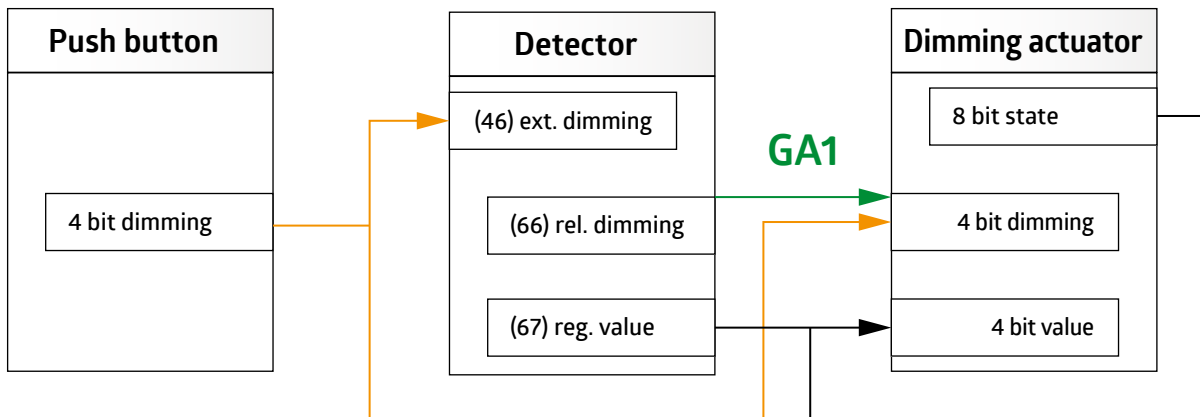 Push button
Detector
Dimming actuator
(46) ext. dimming
8 bit state
GA1
4 bit dimming
(66) rel. dimming
4 bit dimming
(67) reg. value
4 bit value